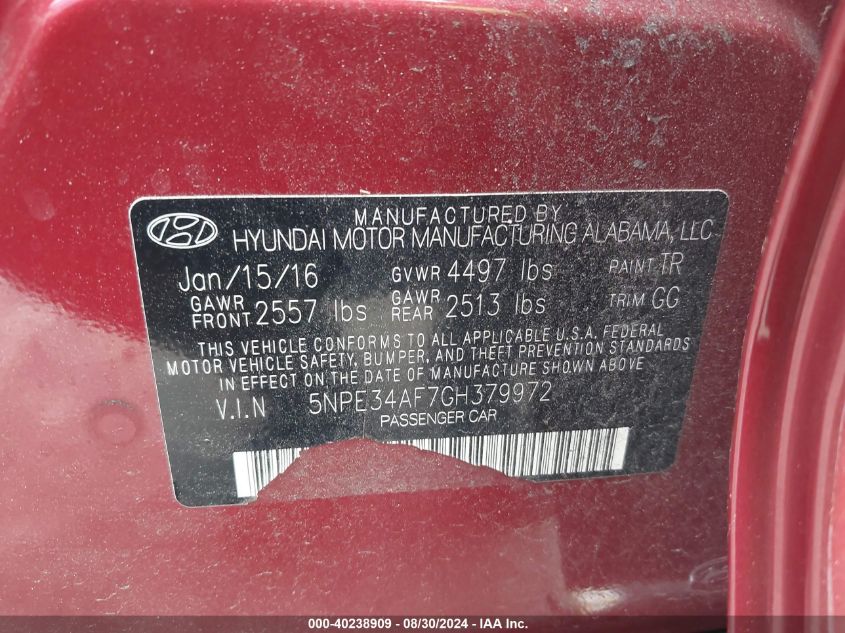 MANUFACTURED BY
HYUNDAI MOTOR MANUFACTURING ALABAMA, LLC
Jan/15/16 GVWR 4497 lbs PAINT TR
GAWR FRONT 2557 lbs GAWR REAR 2513 lbs TRIM GG
THIS VEHICLE CONFORMS TO ALL APPLICABLE U.S.A. FEDERAL
MOTOR VEHICLE SAFETY, BUMPER, AND THEFT PREVENTION STANDARDS
IN EFFECT ON THE DATE OF MANUFACTURE SHOWN ABOVE
V.I.N 5NPE34AF7GH379972
PASSENGER CAR
000-40238909 - 08/30/2024 - IAA Inc.